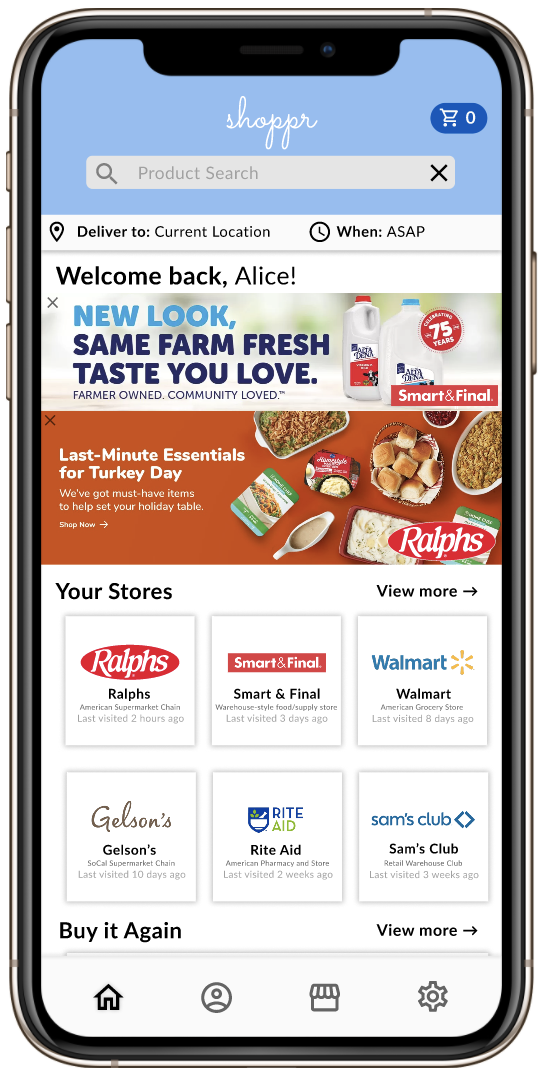 shoppr
0
Product Search
Deliver to: Current Location
When: ASAP
Welcome back, Alice!
NEW LOOK,
SAME FARM FRESH
TASTE YOU LOVE.
FARMER OWNED. COMMUNITY LOVED.™
CELEBRATING
75
YEARS
ALTA
DENA
ALTA
DENA
Smart&Final.
Last-Minute Essentials
for Turkey Day
We've got must-have items
to help set your holiday table.
Shop Now →
Homestyle
Ralphs
Your Stores
View more →
Ralphs
Ralphs
American Supermarket Chain
Last visited 2 hours ago
Smart&Final.
Smart & Final
Warehouse-style food/supply store
Last visited 3 days ago
Walmart
Walmart
American Grocery Store
Last visited 8 days ago
Gelson's
Gelson's
SoCal Supermarket Chain
Last visited 10 days ago
RITE
AID
Rite Aid
American Pharmacy and Store
Last visited 2 weeks ago
sam's club
Sam's Club
Retail Warehouse Club
Last visited 3 weeks ago
Buy it Again
View more →